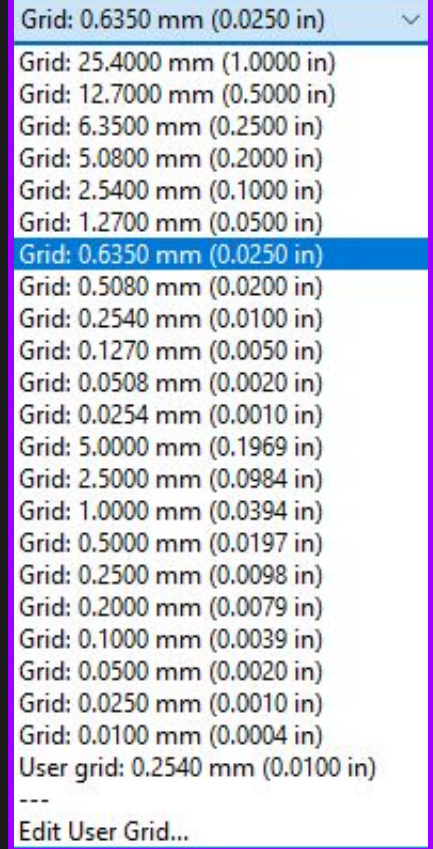 Grid: 0.6350 mm (0.0250 in)
Grid: 25.4000 mm (1.0000 in)
Grid: 12.7000 mm (0.5000 in)
Grid: 6.3500 mm (0.2500 in)
Grid: 5.0800 mm (0.2000 in)
Grid: 2.5400 mm (0.1000 in)
Grid: 1.2700 mm (0.0500 in)
Grid: 0.6350 mm (0.0250 in)
Grid: 0.5080 mm (0.0200 in)
Grid: 0.2540 mm (0.0100 in)
Grid: 0.1270 mm (0.0050 in)
Grid: 0.0508 mm (0.0020 in)
Grid: 0.0254 mm (0.0010 in)
Grid: 5.0000 mm (0.1969 in)
Grid: 2.5000 mm (0.0984 in)
Grid: 1.0000 mm (0.0394 in)
Grid: 0.5000 mm (0.0197 in)
Grid: 0.2500 mm (0.0098 in)
Grid: 0.2000 mm (0.0079 in)
Grid: 0.1000 mm (0.0039 in)
Grid: 0.0500 mm (0.0020 in)
Grid: 0.0250 mm (0.0010 in)
Grid: 0.0100 mm (0.0004 in)
User grid: 0.2540 mm (0.0100 in)
---
Edit User Grid...